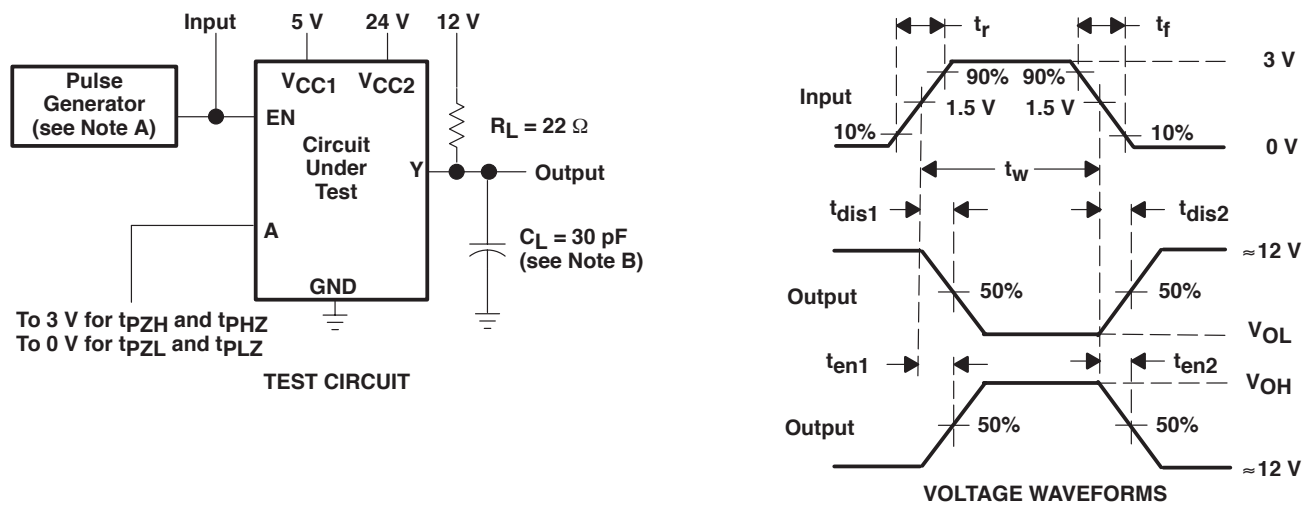 Input 5 V 24 V 12 V
Pulse
Generator
(see Note A)
VCC1 VCC2
EN
Circuit
Under
Test
Y
A
GND
RL = 22 Ω
Output
CL = 30 pF
(see Note B)
To 3 V for tPZH and tPHZ
To 0 V for tPZL and tPLZ
TEST CIRCUIT
tr tf
3 V
90% 90%
Input 1.5 V 1.5 V
10% 10%
0 V
tw
tdis1 tdis2
≈12 V
Output 50% 50%
VOL
ten1 ten2
VOH
Output 50% 50%
≈12 V
VOLTAGE WAVEFORMS